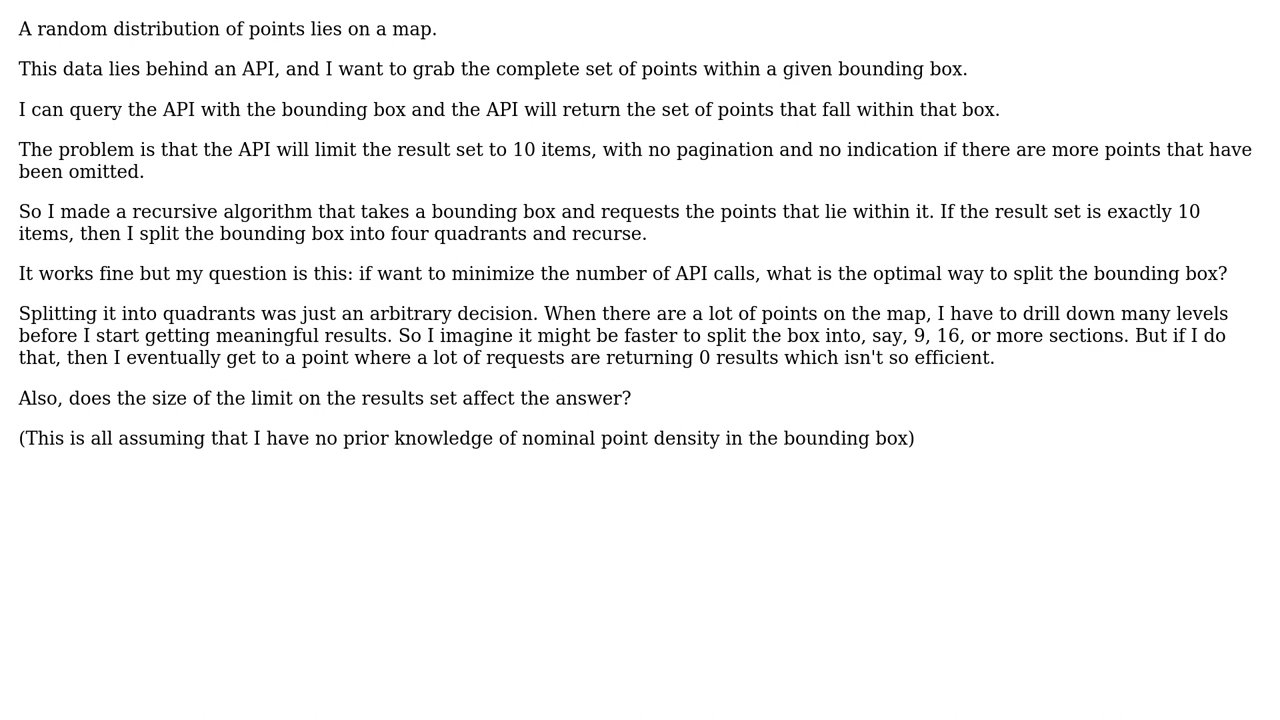 A random distribution of points lies on a map.
This data lies behind an API, and I want to grab the complete set of points within a given bounding box.
I can query the API with the bounding box and the API will return the set of points that fall within that box.
The problem is that the API will limit the result set to 10 items, with no pagination and no indication if there are more points that have
been omitted.
So I made a recursive algorithm that takes a bounding box and requests the points that lie within it. If the result set is exactly 10
items, then I split the bounding box into four quadrants and recurse.
It works fine but my question is this: if want to minimize the number of API calls, what is the optimal way to split the bounding box?
Splitting it into quadrants was just an arbitrary decision. When there are a lot of points on the map, I have to drill down many levels
before I start getting meaningful results. So I imagine it might be faster to split the box into, say, 9, 16, or more sections. But if I do
that, then I eventually get to a point where a lot of requests are returning 0 results which isn't so efficient.
Also, does the size of the limit on the results set affect the answer?
(This is all assuming that I have no prior knowledge of nominal point density in the bounding box)